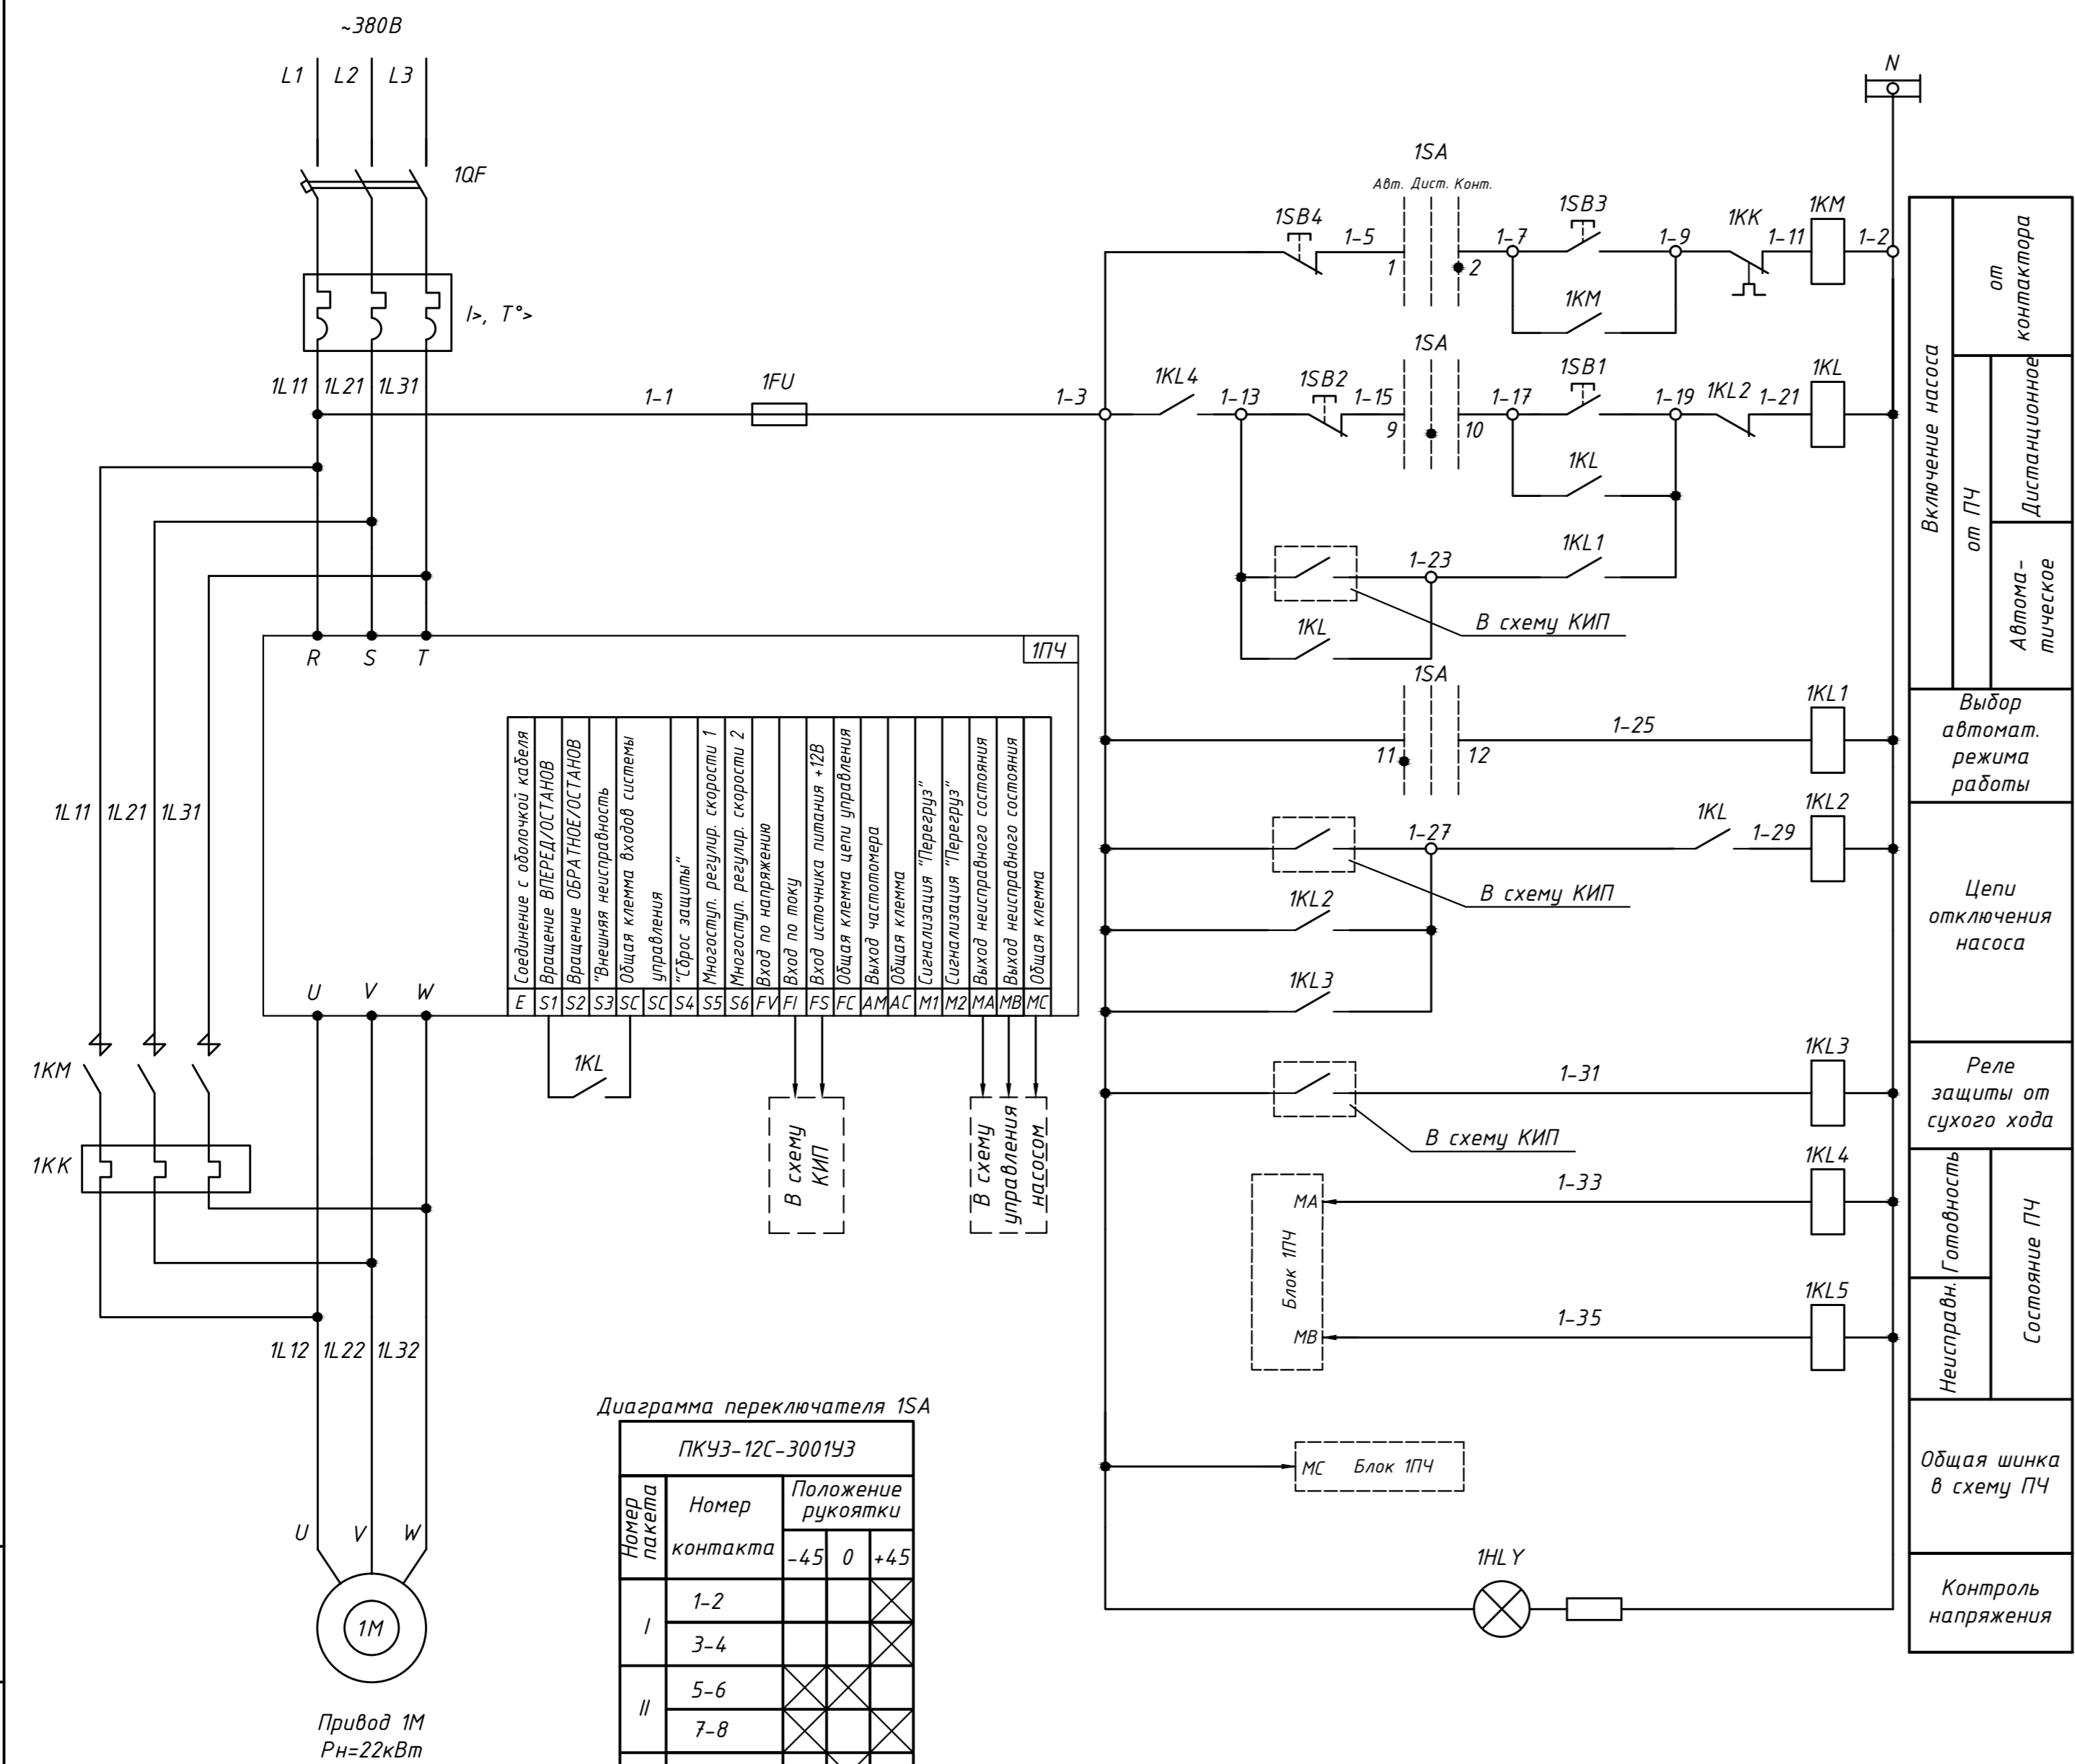 ~380В
L1 L2 L3
1QF
I>, T°>
1L11 1L21 1L31
1-1
1FU
1-3
N
1SA
Авт. Дист. Конт.
1SB4
1-5
1
2
1-7
1SB3
1-9
1KK
1-11
1KM
1-2
1KM
1SA
1KL4
1-13
1SB2
1-15
9
10
1-17
1SB1
1-19
1KL2
1-21
1KL
1KL
1-23
1KL1
В схему КИП
1KL
1SA
11
12
1-25
1KL1
1-27
1KL
1-29
1KL2
В схему КИП
1KL2
1KL3
1-31
1KL3
В схему КИП
Блок 1ПЧ
МА
1-33
1KL4
МВ
1-35
1KL5
МС Блок 1ПЧ
1HLY
Включение насоса
от
контактора
от ПЧ
Дистанционное
Автома-
тическое
Выбор
автомат.
режима
работы
Цепи
отключения
насоса
Реле
защиты от
сухого хода
Готовность
Неисправн.
Состояние ПЧ
Общая шинка
в схему ПЧ
Контроль
напряжения
R S T
1ПЧ
1L11 1L21 1L31
U V W
Соединение с оболочкой кабеля
Вращение ВПЕРЕД/ОСТАНОВ
Вращение ОБРАТНОЕ/ОСТАНОВ
"Внешняя неисправность
Общая клемма входов системы
управления
"Сброс защиты"
Многоступ. регулир. скорости 1
Многоступ. регулир. скорости 2
Вход по напряжению
Вход по току
Вход источника питания +12В
Общая клемма цепи управления
Выход частотомера
Общая клемма
Сигнализация "Перегруз"
Сигнализация "Перегруз"
Выход неисправного состояния
Выход неисправного состояния
Общая клемма
E S1 S2 S3 SC SC S4 S5 S6 FV FI FS FC AM AC M1 M2 MA MB MC
1KL
В схему
КИП
В схему
управления
насосом
1KM
1KK
1L12 1L22 1L32
U V W
1M
Привод 1М
Рн=22кВт
Диаграмма переключателя 1SA
ПКУЗ-12С-3001УЗ
Номер
пакета
Номер
контакта
Положение
рукоятки
-45 0 +45
I
1-2
3-4
II
5-6
7-8